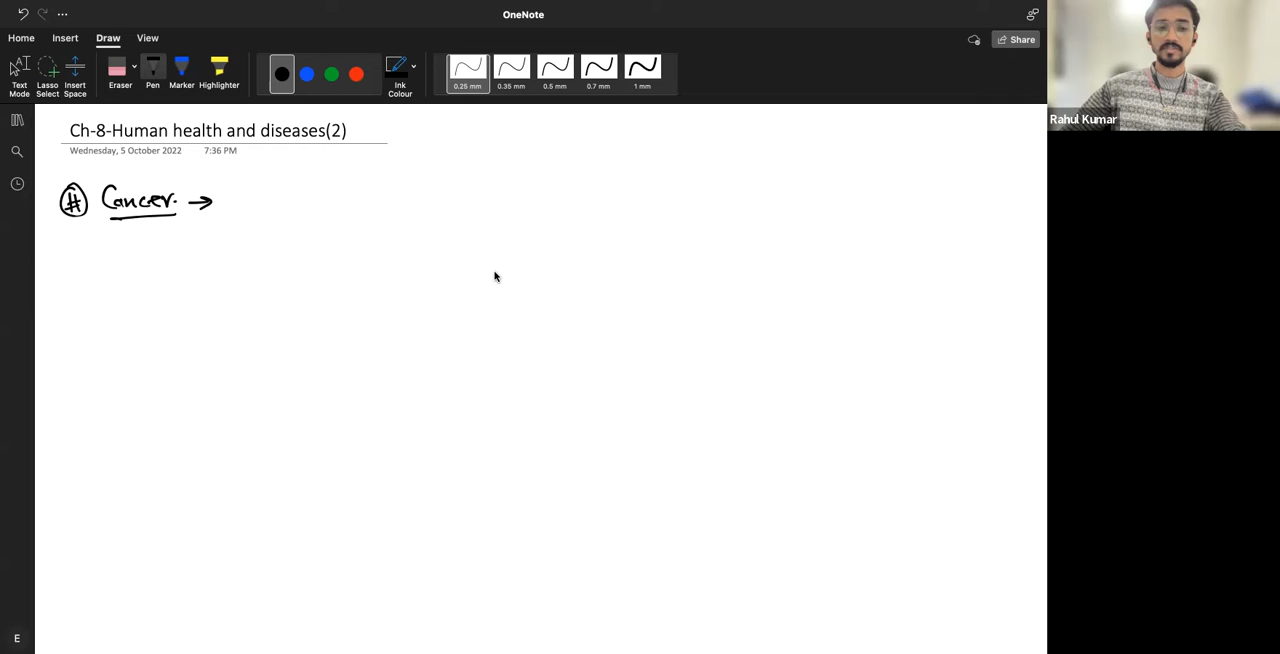 OneNote
Home Insert Draw View
Share
Text Mode
Lasso Select
Insert Space
Eraser
Pen
Marker
Highlighter
Ink Colour
0.25 mm
0.35 mm
0.5 mm
0.7 mm
1 mm
Rahul Kumar
Ch-8-Human health and diseases(2)
Wednesday, 5 October 2022 7:36 PM
# Cancer. →
E